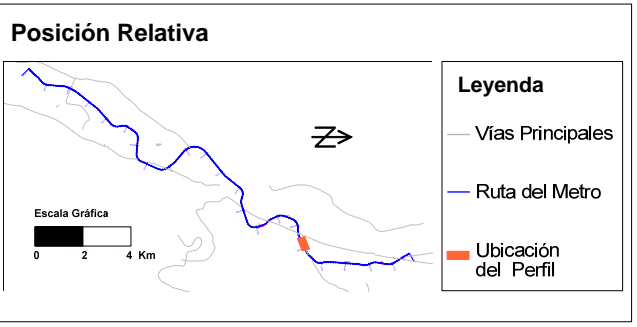 Posición Relativa
Leyenda
Vías Principales
Ruta del Metro
Ubicación
del Perfil
Escala Gráfica
0 2 4 Km
N